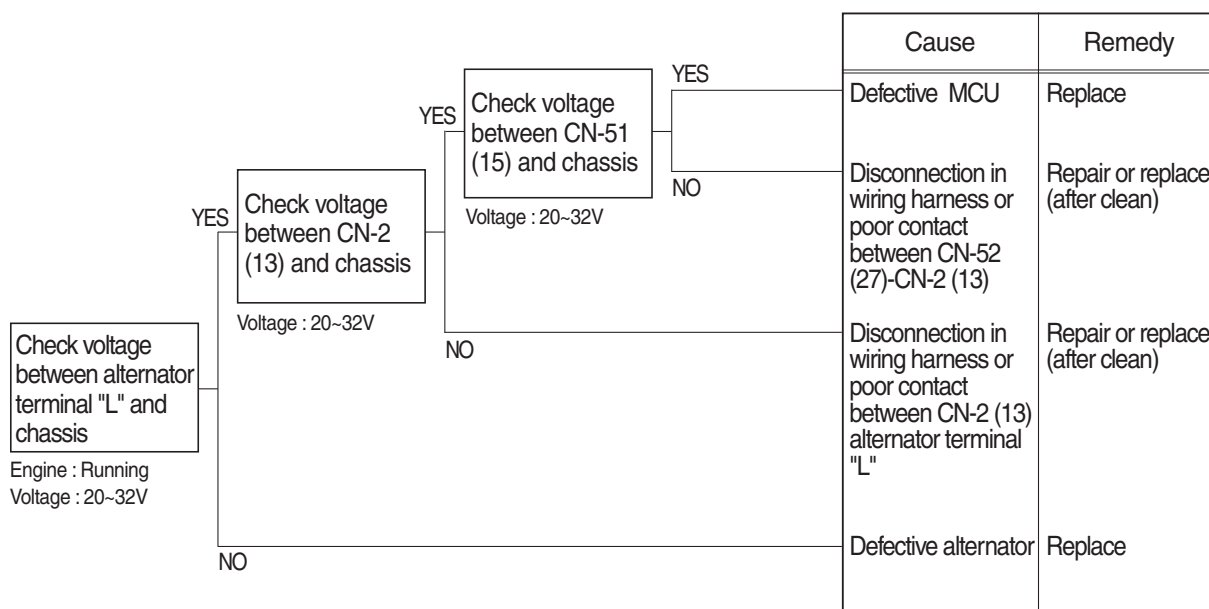 Cause
Remedy
YES
Defective MCU
Replace
Check voltage
between CN-51
(15) and chassis
YES
NO
Voltage : 20~32V
Disconnection in
wiring harness or
poor contact
between CN-52
(27)-CN-2 (13)
Repair or replace
(after clean)
Check voltage
between CN-2
(13) and chassis
YES
Voltage : 20~32V
NO
Disconnection in
wiring harness or
poor contact
between CN-2 (13)
alternator terminal
"L"
Repair or replace
(after clean)
Check voltage
between alternator
terminal "L" and
chassis
Engine : Running
Voltage : 20~32V
NO
Defective alternator
Replace